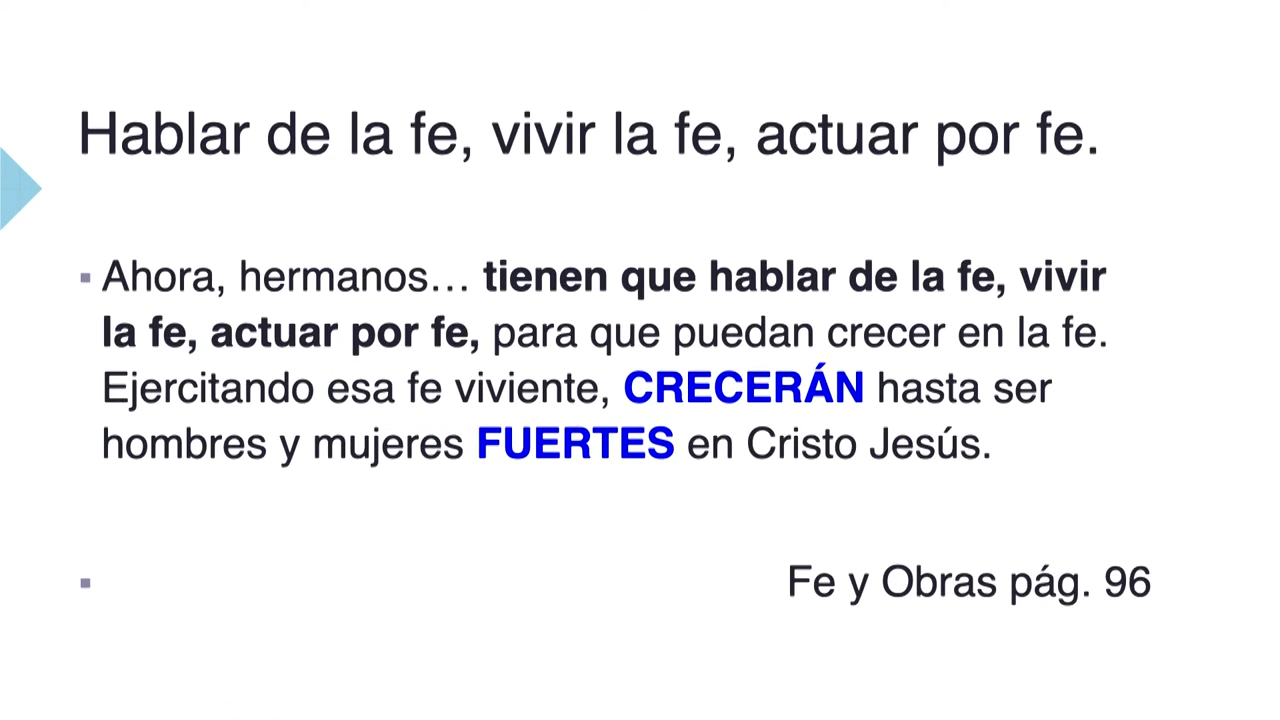 Hablar de la fe, vivir la fe, actuar por fe.
Ahora, hermanos… tienen que hablar de la fe, vivir
la fe, actuar por fe, para que puedan crecer en la fe.
Ejercitando esa fe viviente, CRECERÁN hasta ser
hombres y mujeres FUERTES en Cristo Jesús.
Fe y Obras pág. 96